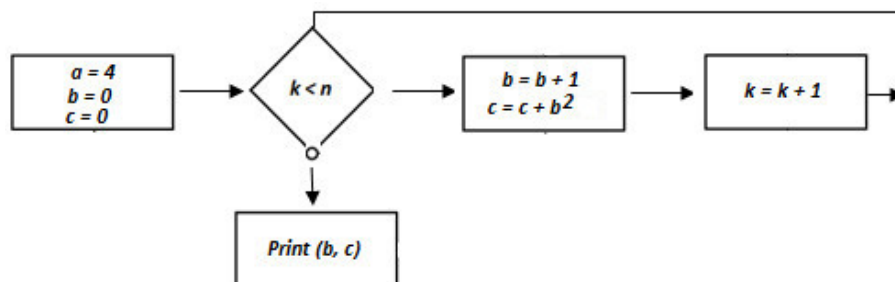 a = 4
b = 0
c = 0
k < n
b = b + 1
c = c + b²
k = k + 1
Print (b, c)